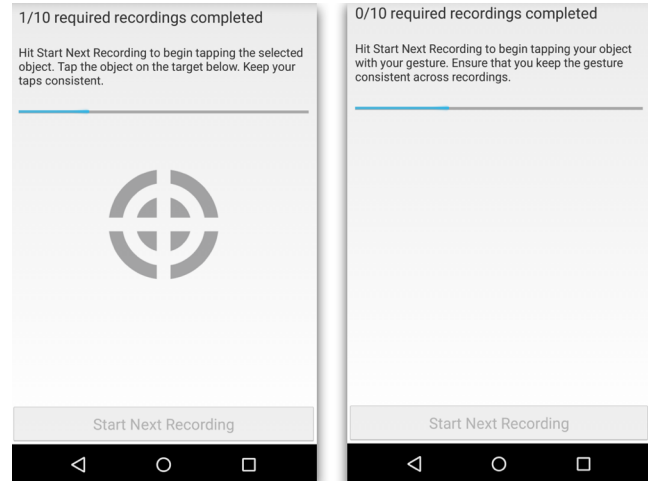 1/10 required recordings completed
Hit Start Next Recording to begin tapping the selected
object. Tap the object on the target below. Keep your
taps consistent.
Start Next Recording
0/10 required recordings completed
Hit Start Next Recording to begin tapping your object
with your gesture. Ensure that you keep the gesture
consistent across recordings.
Start Next Recording